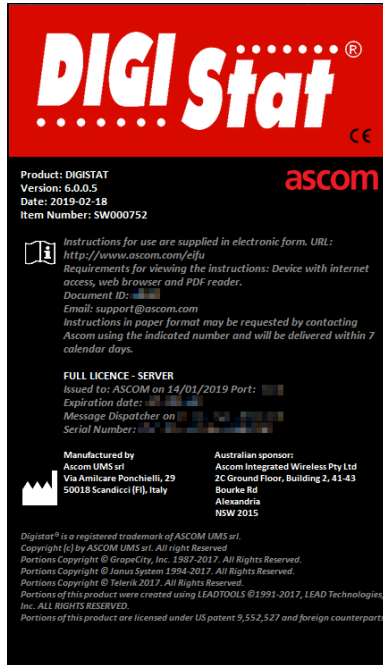 DIGI Stat ®
CE
Product: DIGISTAT
Version: 6.0.0.5
Date: 2019-02-18
Item Number: SW000752
ascom
Instructions for use are supplied in electronic form. URL:
http://www.ascom.com/eifu
Requirements for viewing the instructions: Device with internet
access, web browser and PDF reader.
Document ID:
Email: support@ascom.com
Instructions in paper format may be requested by contacting
Ascom using the indicated number and will be delivered within 7
calendar days.
FULL LICENCE - SERVER
Issued to: ASCOM on 14/01/2019 Port:
Expiration date:
Message Dispatcher on
Serial Number:
Manufactured by
Ascom UMS srl
Via Amilcare Ponchielli, 29
50018 Scandicci (FI), Italy
Australian sponsor:
Ascom Integrated Wireless Pty Ltd
2C Ground Floor, Building 2, 41-43
Bourke Rd
Alexandria
NSW 2015
Digistat® is a registered trademark of ASCOM UMS srl.
Copyright (c) by ASCOM UMS srl. All right Reserved
Portions Copyright © GrapeCity, Inc. 1987-2017. All Rights Reserved.
Portions Copyright © Janus System 1994-2017. All Rights Reserved.
Portions Copyright © Telerik 2017. All Rights Reserved.
Portions of this product were created using LEADTOOLS ©1991-2017, LEAD Technologies,
Inc. ALL RIGHTS RESERVED.
Portions of this product are licensed under US patent 9,552,527 and foreign counterparts